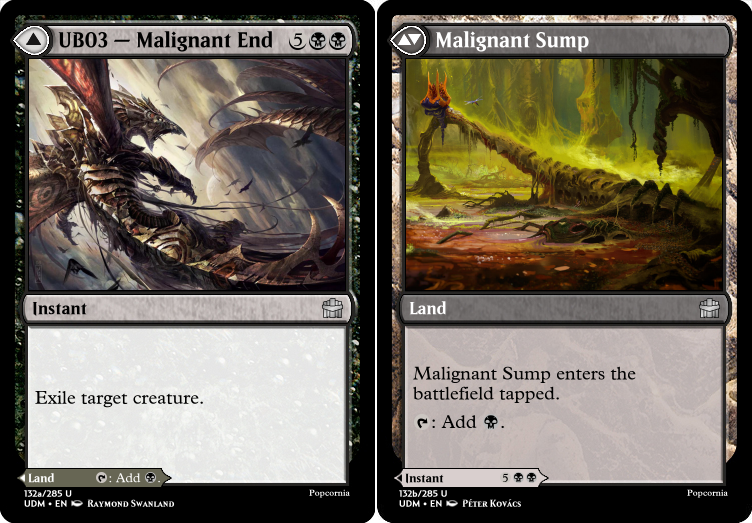 UB03 — Malignant End 5
Instant
Exile target creature.
Land : Add .
132a/285 U
UDM • EN RAYMOND SWANLAND
Popcornia
Malignant Sump
Land
Malignant Sump enters the
battlefield tapped.
: Add .
Instant 5
132b/285 U
UDM • EN PÉTER KOVÁCS
Popcornia